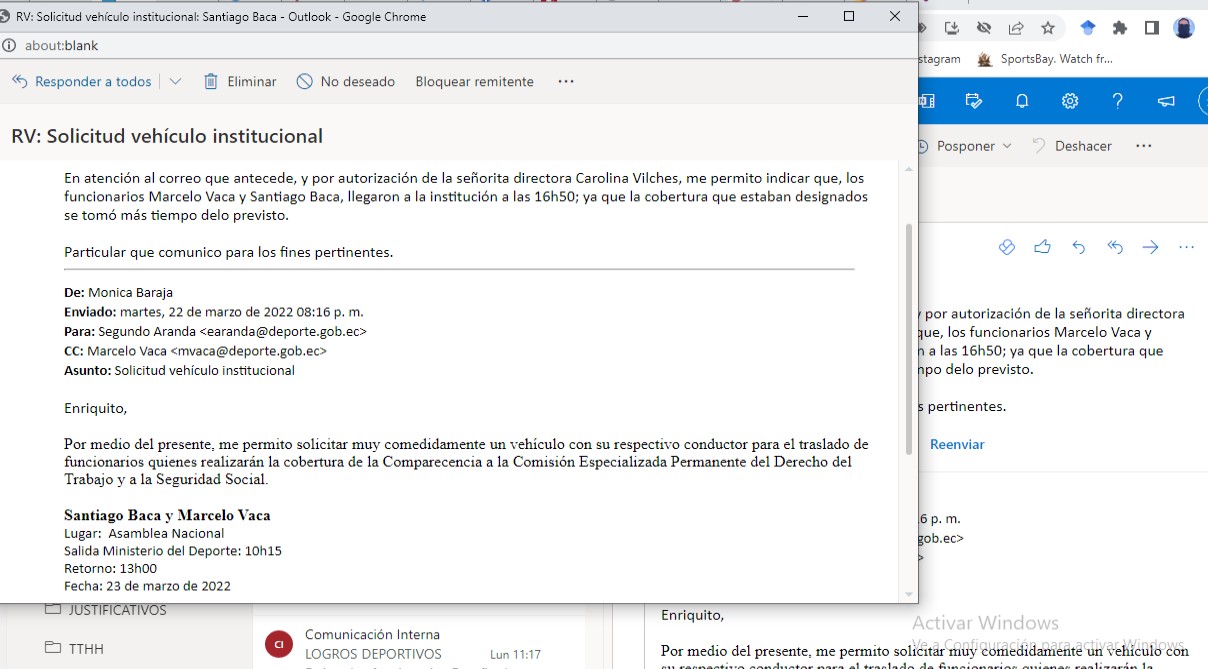 RV: Solicitud vehículo institucional: Santiago Baca - Outlook - Google Chrome
about:blank
Responder a todos
Eliminar
No deseado
Bloquear remitente
RV: Solicitud vehículo institucional
En atención al correo que antecede, y por autorización de la señorita directora Carolina Vilches, me permito indicar que, los
funcionarios Marcelo Vaca y Santiago Baca, llegaron a la institución a las 16h50; ya que la cobertura que estaban designados
se tomó más tiempo delo previsto.
Particular que comunico para los fines pertinentes.
De: Monica Baraja
Enviado: martes, 22 de marzo de 2022 08:16 p. m.
Para: Segundo Aranda <earanda@deporte.gob.ec>
CC: Marcelo Vaca <mvaca@deporte.gob.ec>
Asunto: Solicitud vehículo institucional
Enriquito,
Por medio del presente, me permito solicitar muy comedidamente un vehículo con su respectivo conductor para el traslado de
funcionarios quienes realizarán la cobertura de la Comparecencia a la Comisión Especializada Permanente del Derecho del
Trabajo y a la Seguridad Social.
Santiago Baca y Marcelo Vaca
Lugar: Asamblea Nacional
Salida Ministerio del Deporte: 10h15
Retorno: 13h00
Fecha: 23 de marzo de 2022
JUSTIFICATIVOS
TTHH
CI
Comunicación Interna
LOGROS DEPORTIVOS
Lun 11:17
stagram
SportsBay. Watch fr...
Posponer
Deshacer
y por autorización de la señorita directora
que, los funcionarios Marcelo Vaca y
n a las 16h50; ya que la cobertura que
mpo delo previsto.
s pertinentes.
Reenviar
6 p. m.
gob.ec>
>
Enriquito,
Activar Windows
Ve a Configuración para activar Windows.
Por medio del presente, me permito solicitar muy comedidamente un vehículo con
su respectivo conductor para el traslado de funcionarios quienes realizarán la